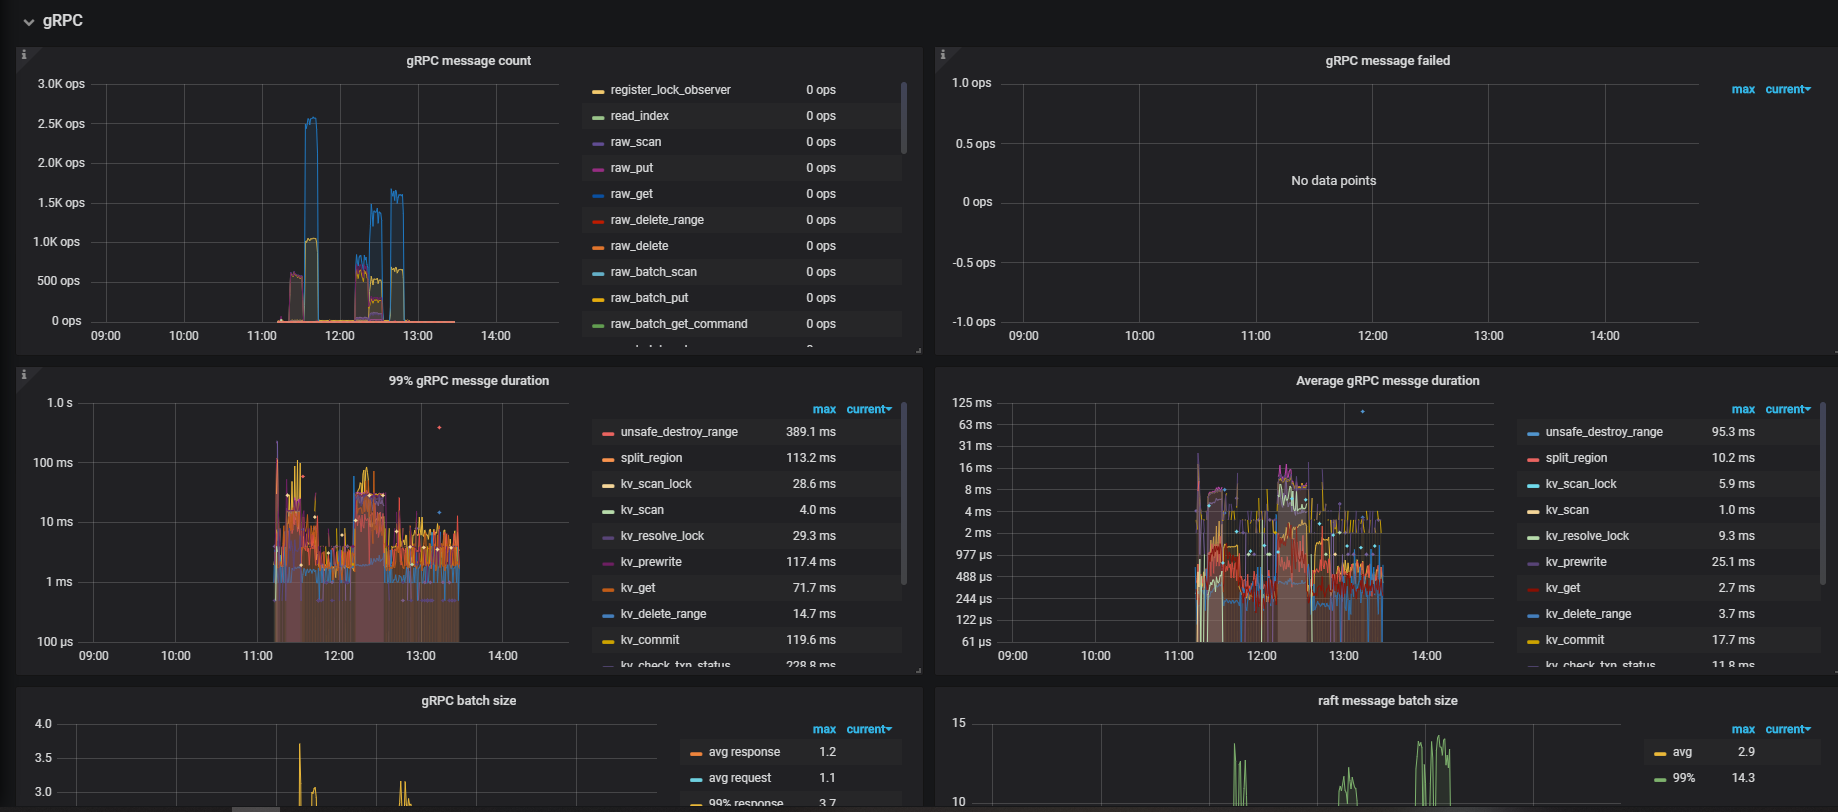 gRPC
gRPC message count
3.0K ops
2.5K ops
2.0K ops
1.5K ops
1.0K ops
500 ops
0 ops
09:00 10:00 11:00 12:00 13:00 14:00
register_lock_observer 0 ops
read_index 0 ops
raw_scan 0 ops
raw_put 0 ops
raw_get 0 ops
raw_delete_range 0 ops
raw_delete 0 ops
raw_batch_scan 0 ops
raw_batch_put 0 ops
raw_batch_get_command 0 ops
gRPC message failed
1.0 ops
0.5 ops
0 ops
-0.5 ops
-1.0 ops
No data points
09:00 10:00 11:00 12:00 13:00 14:00
max current
99% gRPC messge duration
1.0 s
100 ms
10 ms
1 ms
100 µs
09:00 10:00 11:00 12:00 13:00 14:00
max current
unsafe_destroy_range 389.1 ms
split_region 113.2 ms
kv_scan_lock 28.6 ms
kv_scan 4.0 ms
kv_resolve_lock 29.3 ms
kv_prewrite 117.4 ms
kv_get 71.7 ms
kv_delete_range 14.7 ms
kv_commit 119.6 ms
kv_check_txn_status 228.8 ms
Average gRPC messge duration
125 ms
63 ms
31 ms
16 ms
8 ms
4 ms
2 ms
977 µs
488 µs
244 µs
122 µs
61 µs
09:00 10:00 11:00 12:00 13:00 14:00
max current
unsafe_destroy_range 95.3 ms
split_region 10.2 ms
kv_scan_lock 5.9 ms
kv_scan 1.0 ms
kv_resolve_lock 9.3 ms
kv_prewrite 25.1 ms
kv_get 2.7 ms
kv_delete_range 3.7 ms
kv_commit 17.7 ms
kv_check_txn_status 11.8 ms
gRPC batch size
4.0
3.5
3.0
max current
avg response 1.2
avg request 1.1
99% response 3.7
raft message batch size
15
10
max current
avg 2.9
99% 14.3